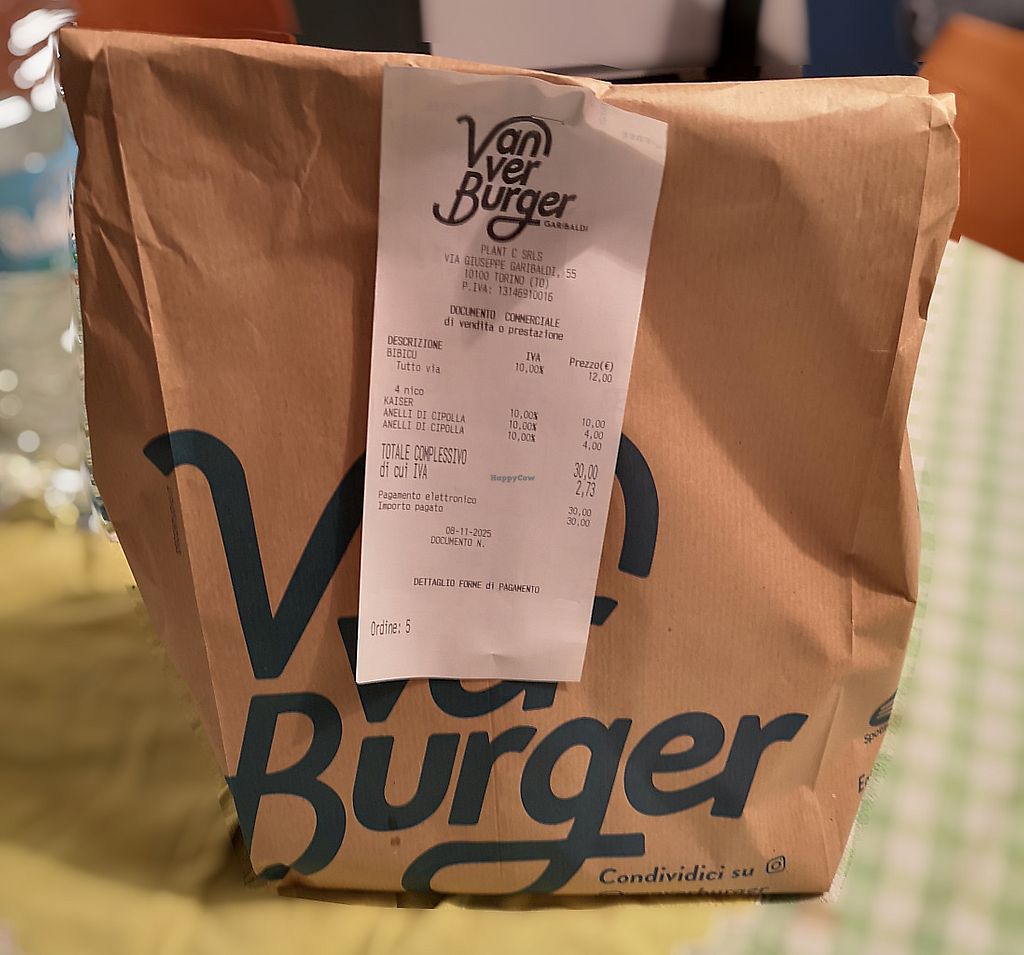 Van
ver
Burger
GARIBALDI
PLANT C SRLS
VIA GIUSEPPE GARIBALDI, 55
10100 TORINO (TO)
P.IVA: 13146910016
DOCUMENTO COMMERCIALE
di vendita o prestazione
DESCRIZIONE IVA Prezzo(€)
BIBICU 10,00% 12,00
Tutto via
4 nico
KAISER 10,00% 10,00
ANELLI DI CIPOLLA 10,00% 4,00
ANELLI DI CIPOLLA 10,00% 4,00
TOTALE COMPLESSIVO 30,00
di cui IVA 2,73
Pagamento elettronico 30,00
Importo pagato 30,00
08-11-2025
DOCUMENTO N.
DETTAGLIO FORME di PAGAMENTO
Ordine: 5
HappyCow
Van
ver
Burger
Condividici su